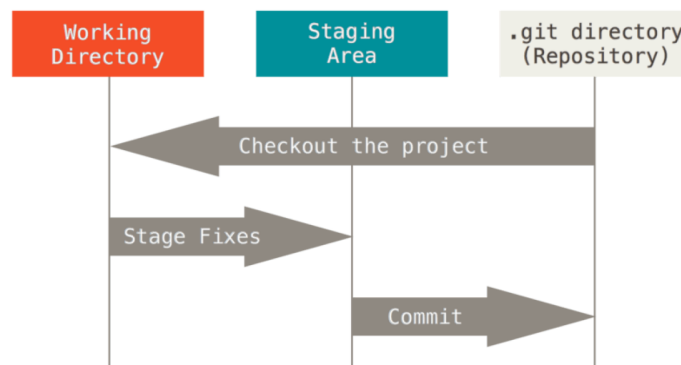 Working
Directory
Staging
Area
.git directory
(Repository)
Checkout the project
Stage Fixes
Commit